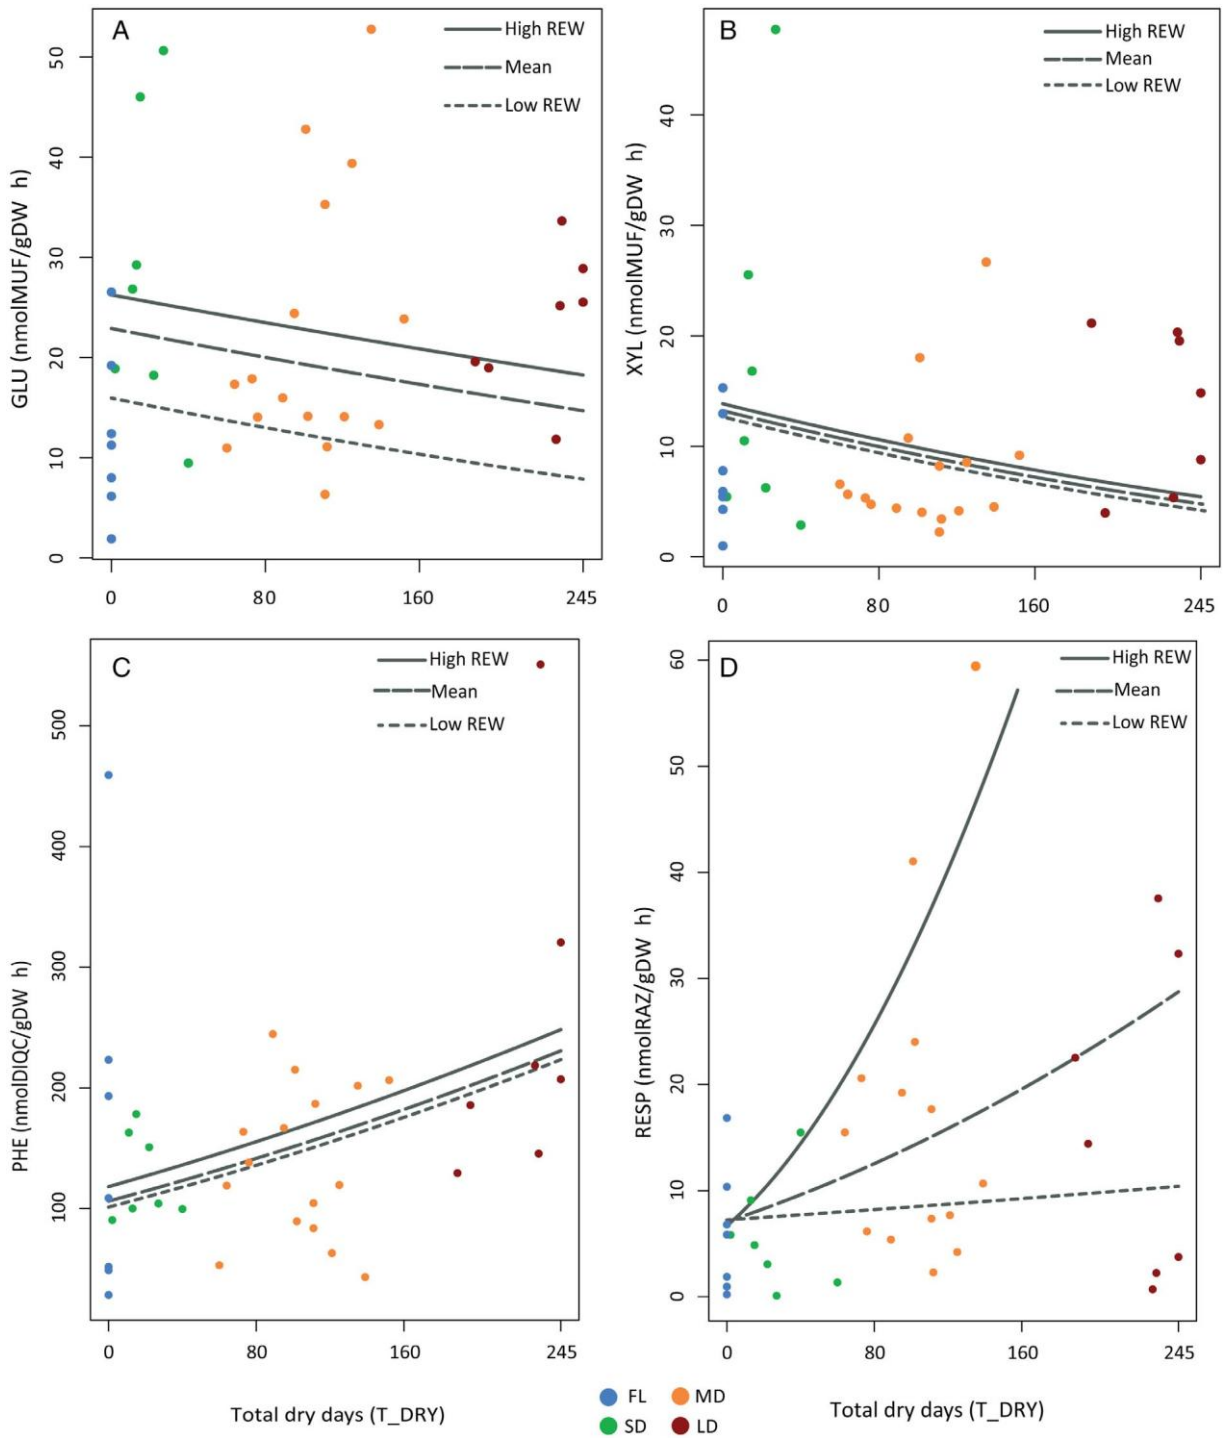 A
High REW
Mean
Low REW
GLU (nmolMUF/gDW h)
50
40
30
20
10
0
0 80 160 245
B
High REW
Mean
Low REW
XYL (nmolMUF/gDW h)
40
30
20
10
0
0 80 160 245
C
High REW
Mean
Low REW
PHE (nmolDIQC/gDW h)
500
400
300
200
100
0 80 160 245
Total dry days (T_DRY)
D
High REW
Mean
Low REW
RESP (nmolRAZ/gDW h)
60
50
40
30
20
10
0
0 80 160 245
Total dry days (T_DRY)
FL MD
SD LD